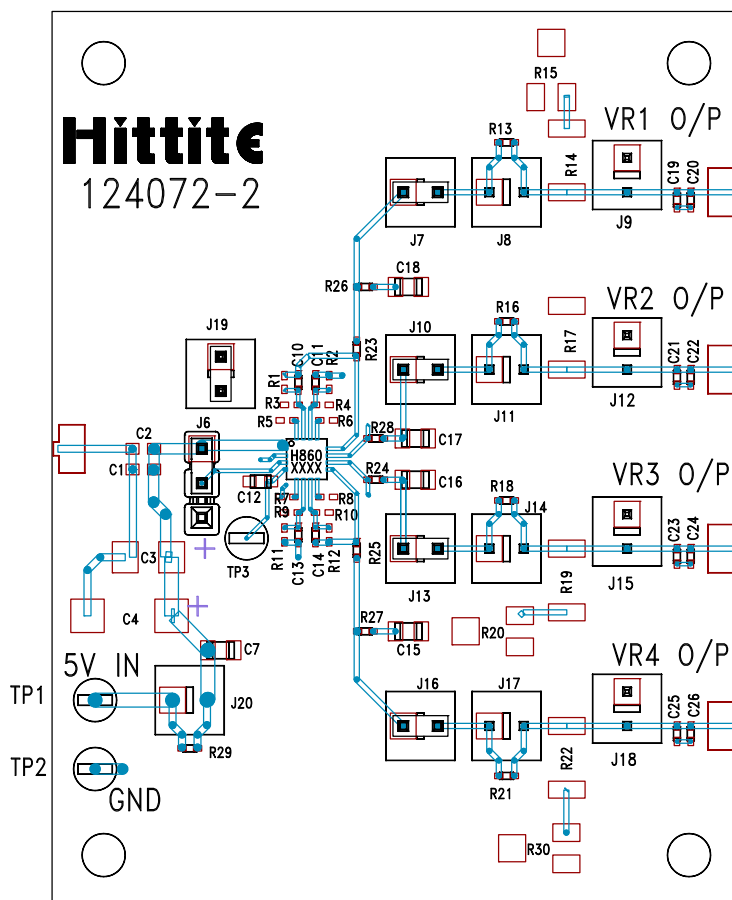 R15
VR1 O/P
Hittite
R13
R14
C19
C20
124072-2
J7
J8
J9
R26
C18
VR2 O/P
R16
J19
J10
R23
R17
C21
C22
C10
C11
R2
R1
R3
R4
J11
J12
J6
R5
R6
R28
C17
C2
H860
XXXX
C1
VR3 O/P
R24
C16
C12
R18
R7
R8
R9
R10
J14
C23
C24
C3
TP3
R11
C13
C14
R12
R25
J13
R19
J15
C4
R27
R20
C15
C7
VR4 O/P
5V IN
TP1
J20
J16
J17
C25
C26
R29
R22
J18
TP2
GND
R21
R30